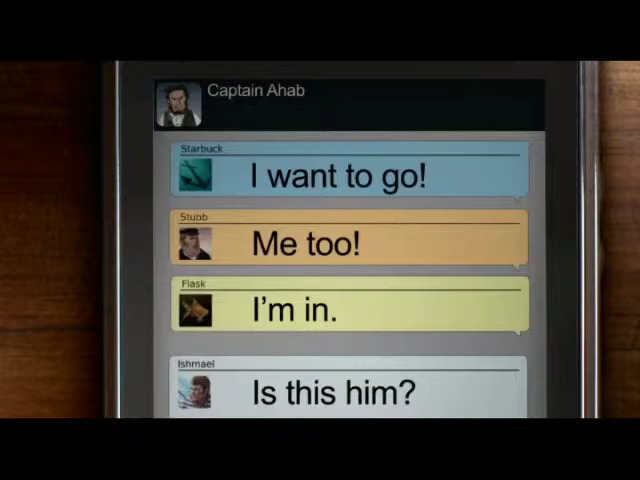 Captain Ahab
Starbuck
I want to go!
Stubb
Me too!
Flask
I'm in.
Ishmael
Is this him?